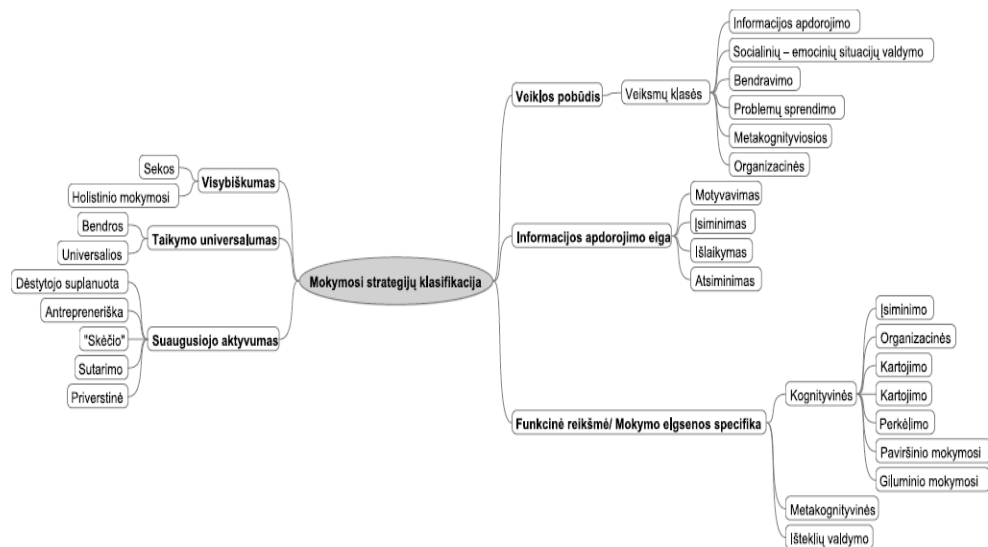 Mokymosi strategijų klasifikacija
Visybiškumas
Sekos
Holistinio mokymosi
Taikymo universalumas
Bendros
Universalios
Suaugusiojo aktyvumas
Dėstytojo suplanuota
Antrepreneriška
"Skėčio"
Sutarimo
Priverstinė
Veiklos pobūdis
Veiksmų klasės
Informacijos apdorojimo
Socialinių – emocinių situacijų valdymo
Bendravimo
Problemų sprendimo
Metakognityviosios
Organizacinės
Informacijos apdorojimo eiga
Motyvavimas
Įsiminimas
Išlaikymas
Atsiminimas
Funkcinė reikšmė/ Mokymo elgsenos specifika
Kognityvinės
Įsiminimo
Organizacinės
Kartojimo
Kartojimo
Perkėlimo
Paviršinio mokymosi
Giluminio mokymosi
Metakognityvinės
Išteklių valdymo